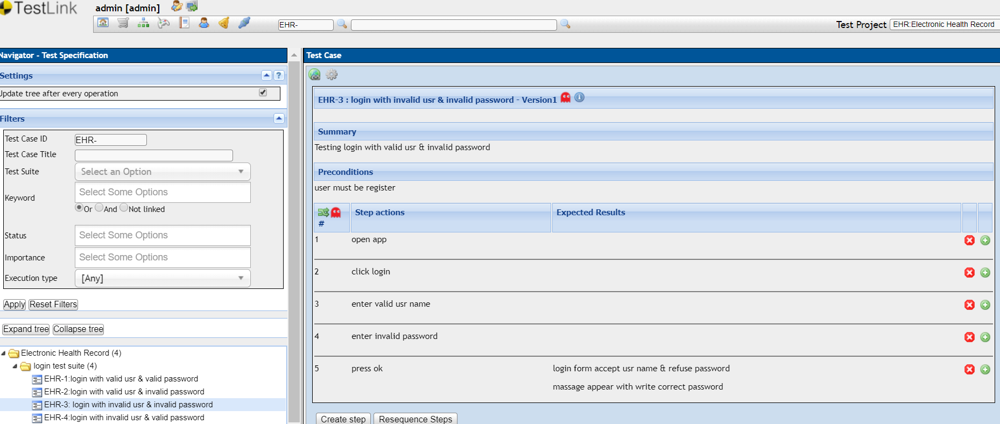 TestLink
admin [admin]
EHR-
Test Project EHR:Electronic Health Record
Navigator - Test Specification
Settings
Update tree after every operation
Filters
Test Case ID EHR-
Test Case Title
Test Suite Select an Option
Keyword Select Some Options
Or And Not linked
Status Select Some Options
Importance Select Some Options
Execution type [Any]
Apply Reset Filters
Expand tree Collapse tree
Electronic Health Record (4)
login test suite (4)
EHR-1:login with valid usr & valid password
EHR-2:login with valid usr & invalid password
EHR-3: login with invalid usr & invalid password
EHR-4:login with invalid usr & valid password
Test Case
EHR-3 : login with invalid usr & invalid password - Version1
Summary
Testing login with valid usr & invalid password
Preconditions
user must be register
# Step actions Expected Results
1 open app
2 click login
3 enter valid usr name
4 enter invalid password
5 press ok login form accept usr name & refuse password
massage appear with write correct password
Create step Resequence Steps